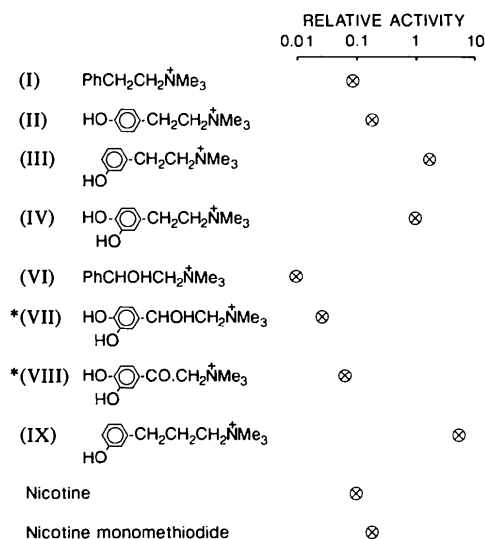 RELATIVE ACTIVITY
0.01 0.1 1 10
(I) PhCH₂CH₂N⁺Me₃
(II) HO- -CH₂CH₂N⁺Me₃
(III) -CH₂CH₂N⁺Me₃
HO
(IV) HO- -CH₂CH₂N⁺Me₃
HO
(VI) PhCHOHCH₂N⁺Me₃
*(VII) HO- -CHOHCH₂N⁺Me₃
HO
*(VIII) HO- -CO.CH₂N⁺Me₃
HO
(IX) -CH₂CH₂CH₂N⁺Me₃
HO
Nicotine
Nicotine monomethiodide